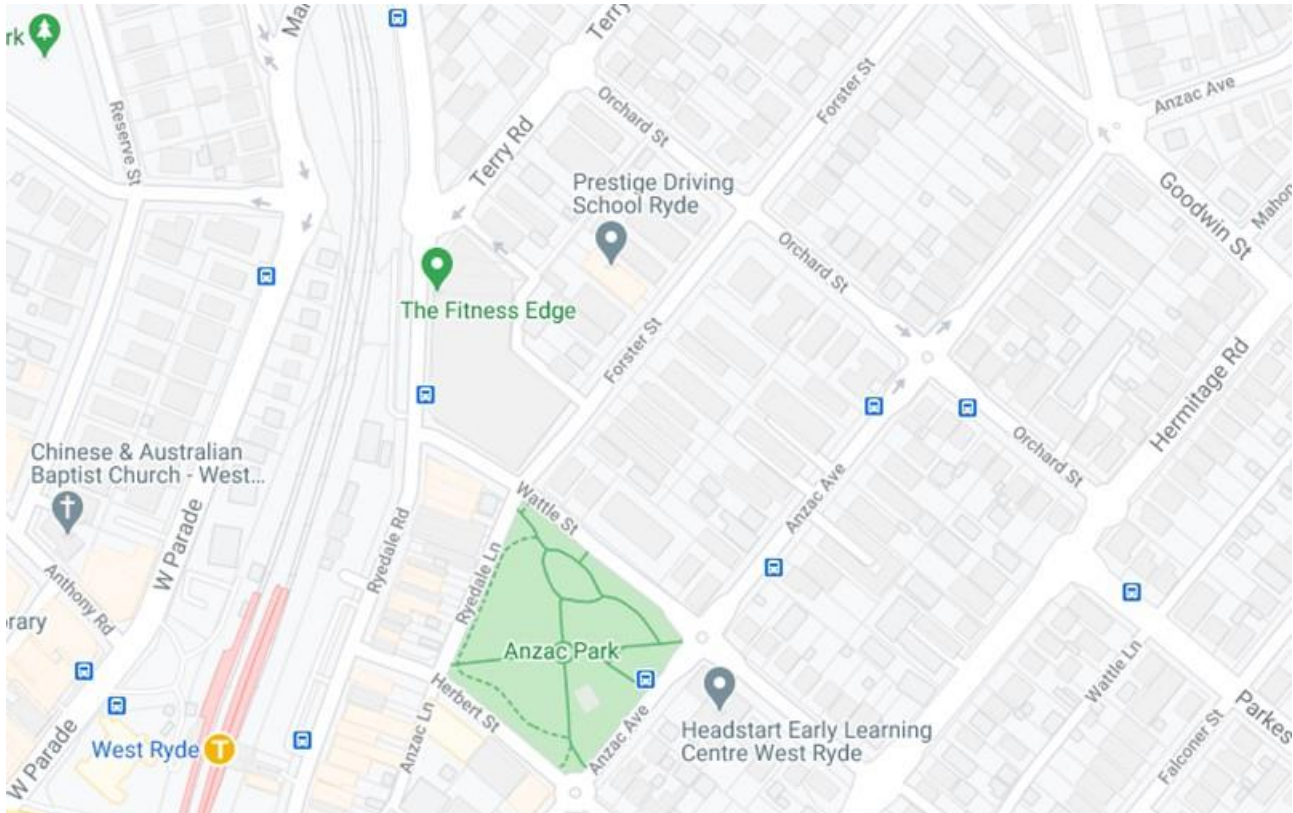 rk
Mar
Terry
Reserve St
Terry Rd
Orchard St
Forster St
Anzac Ave
Prestige Driving
School Ryde
Goodwin St
Mahon
Orchard St
The Fitness Edge
Forster St
Hermitage Rd
Chinese & Australian
Baptist Church - West...
Orchard St
Wattle St
Anzac Ave
W Parade
Ryedale Rd
Ryedale Ln
Anthony Rd
brary
Anzac Park
Wattle Ln
Herbert St
Headstart Early Learning
Centre West Ryde
Parkes
West Ryde
T
W Parade
Anzac Ln
Anzac Ave
Falconer St